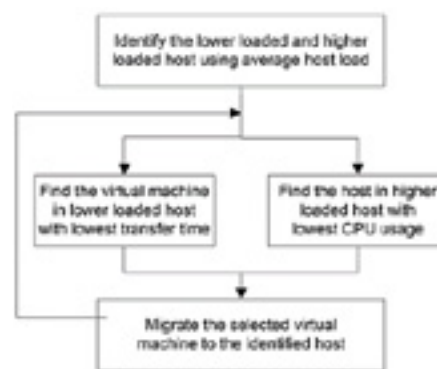 Identify the lower loaded and higher
loaded host using average host load
Find the virtual machine
in lower loaded host
with lowest transfer time
Find the host in higher
loaded host with
lowest CPU usage
Migrate the selected virtual
machine to the identified host